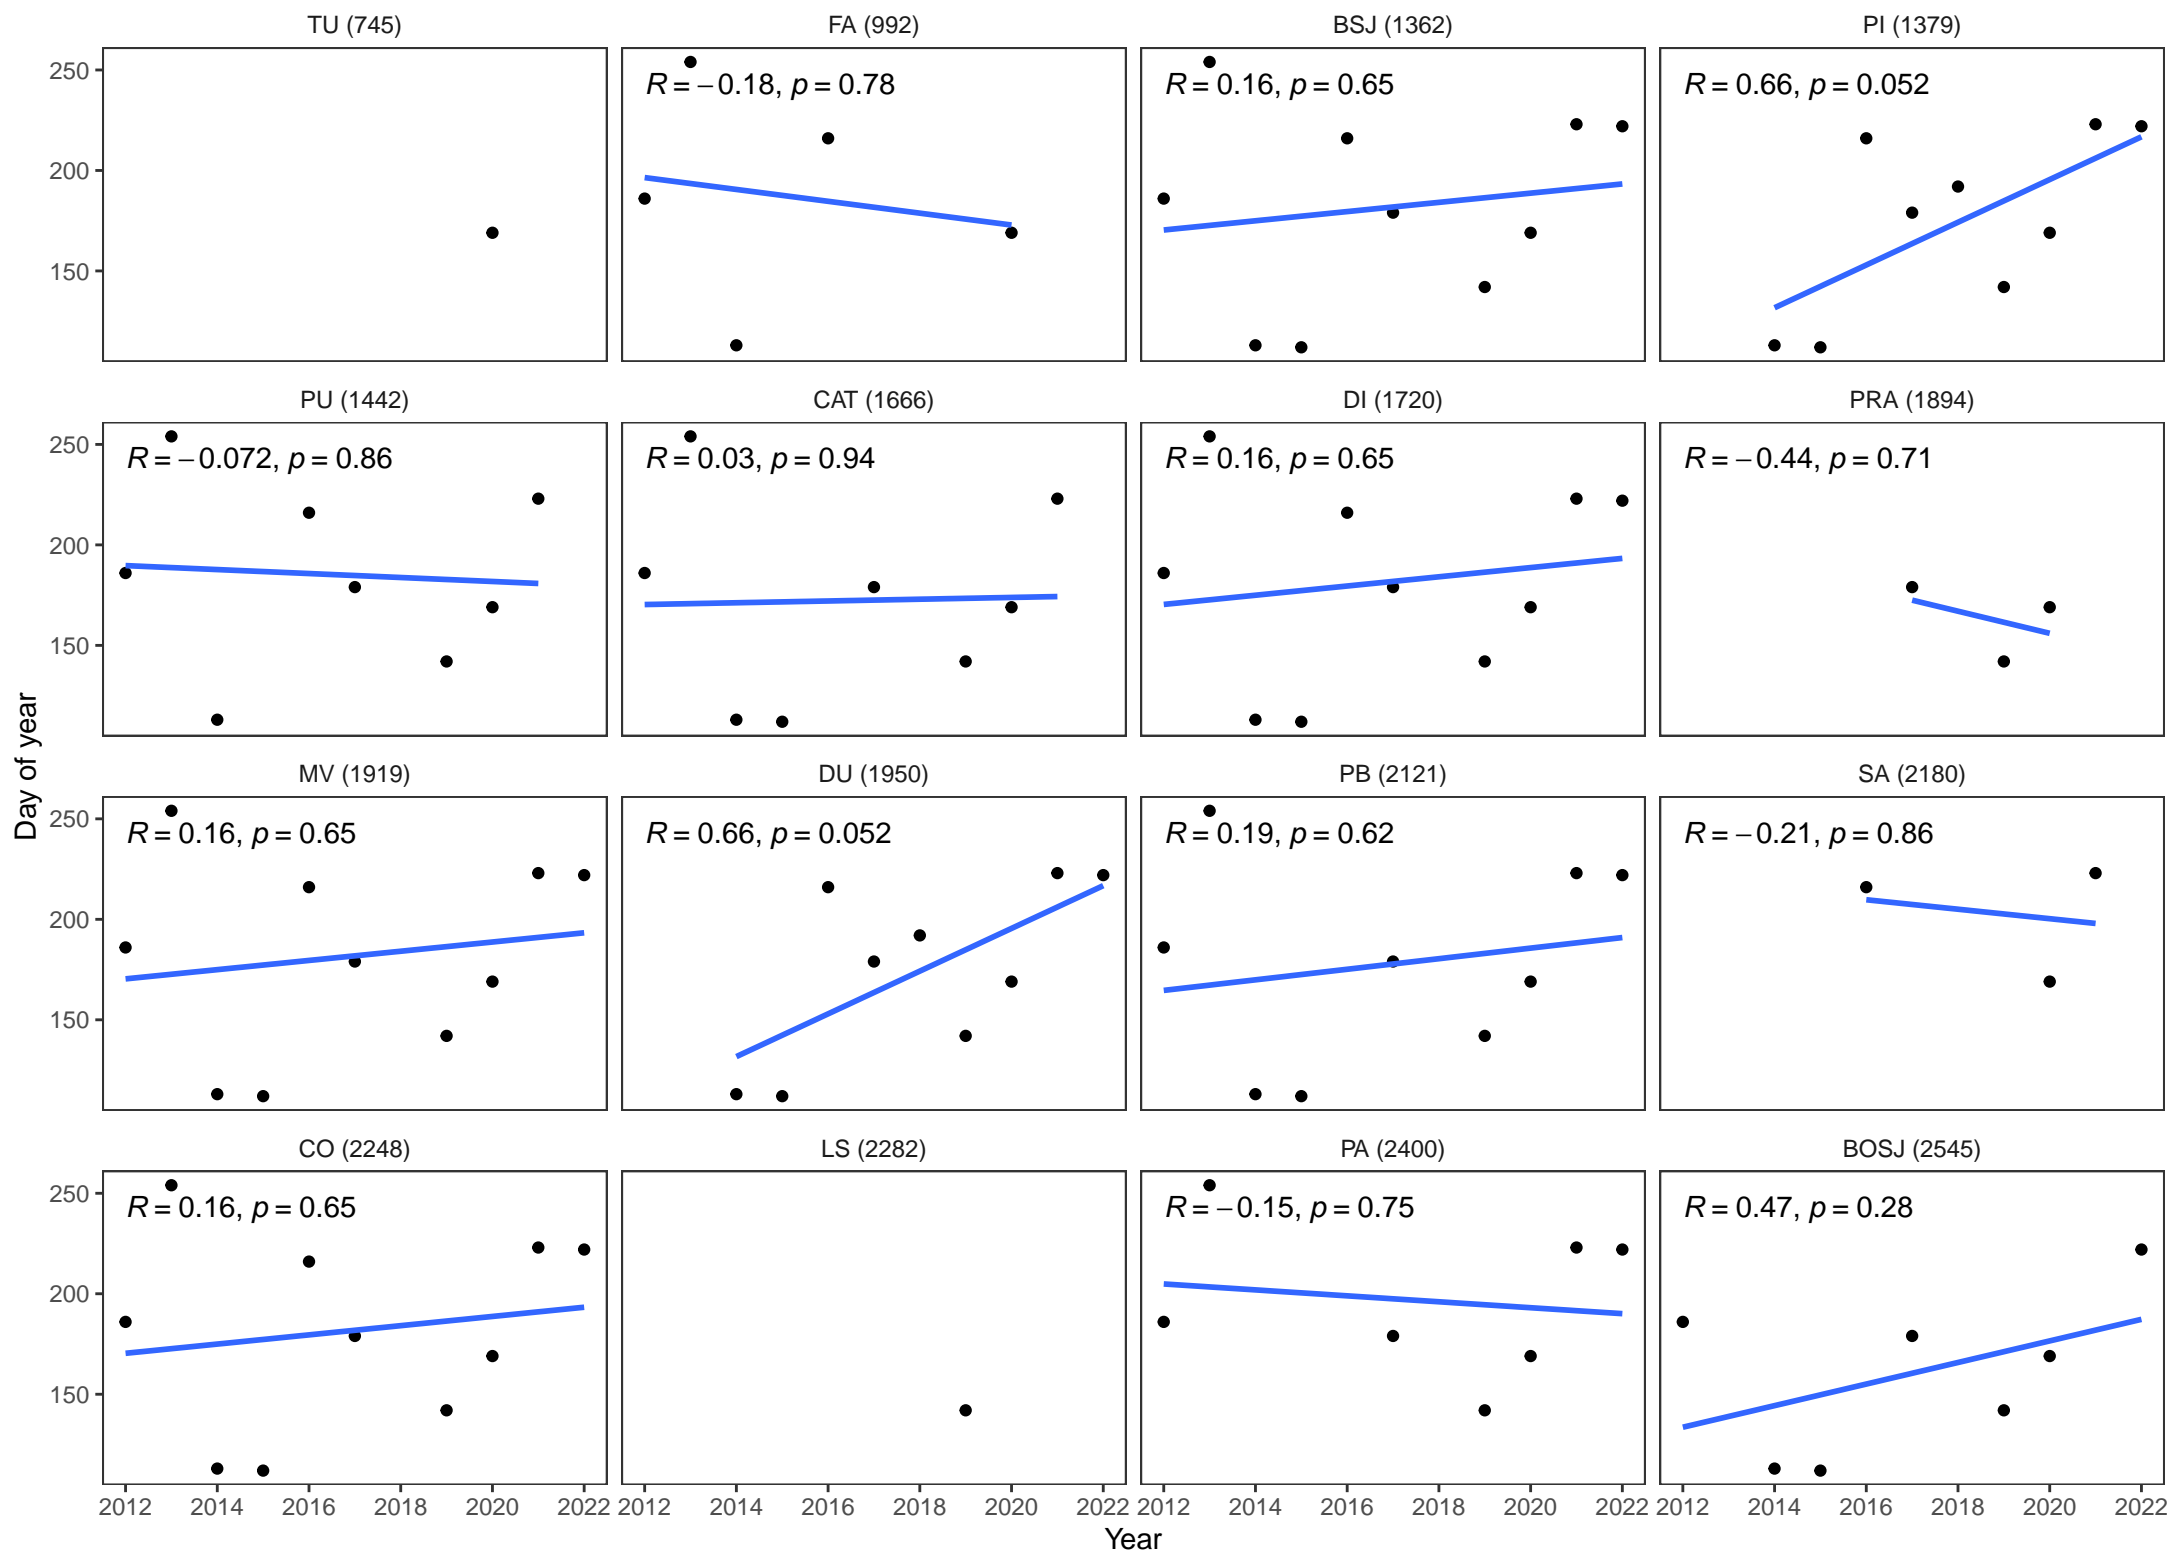 TU (745) FA (992) BSJ (1362) PI (1379)
250
R = −0.18, p = 0.78 R = 0.16, p = 0.65 R = 0.66, p = 0.052
200
150
PU (1442) CAT (1666) DI (1720) PRA (1894)
250
R = −0.072, p = 0.86 R = 0.03, p = 0.94 R = 0.16, p = 0.65 R = −0.44, p = 0.71
200
150
Day of year
MV (1919) DU (1950) PB (2121) SA (2180)
250
R = 0.16, p = 0.65 R = 0.66, p = 0.052 R = 0.19, p = 0.62 R = −0.21, p = 0.86
200
150
CO (2248) LS (2282) PA (2400) BOSJ (2545)
250
R = 0.16, p = 0.65 R = −0.15, p = 0.75 R = 0.47, p = 0.28
200
150
2012 2014 2016 2018 2020 2022 2012 2014 2016 2018 2020 2022 2012 2014 2016 2018 2020 2022 2012 2014 2016 2018 2020 2022
Year